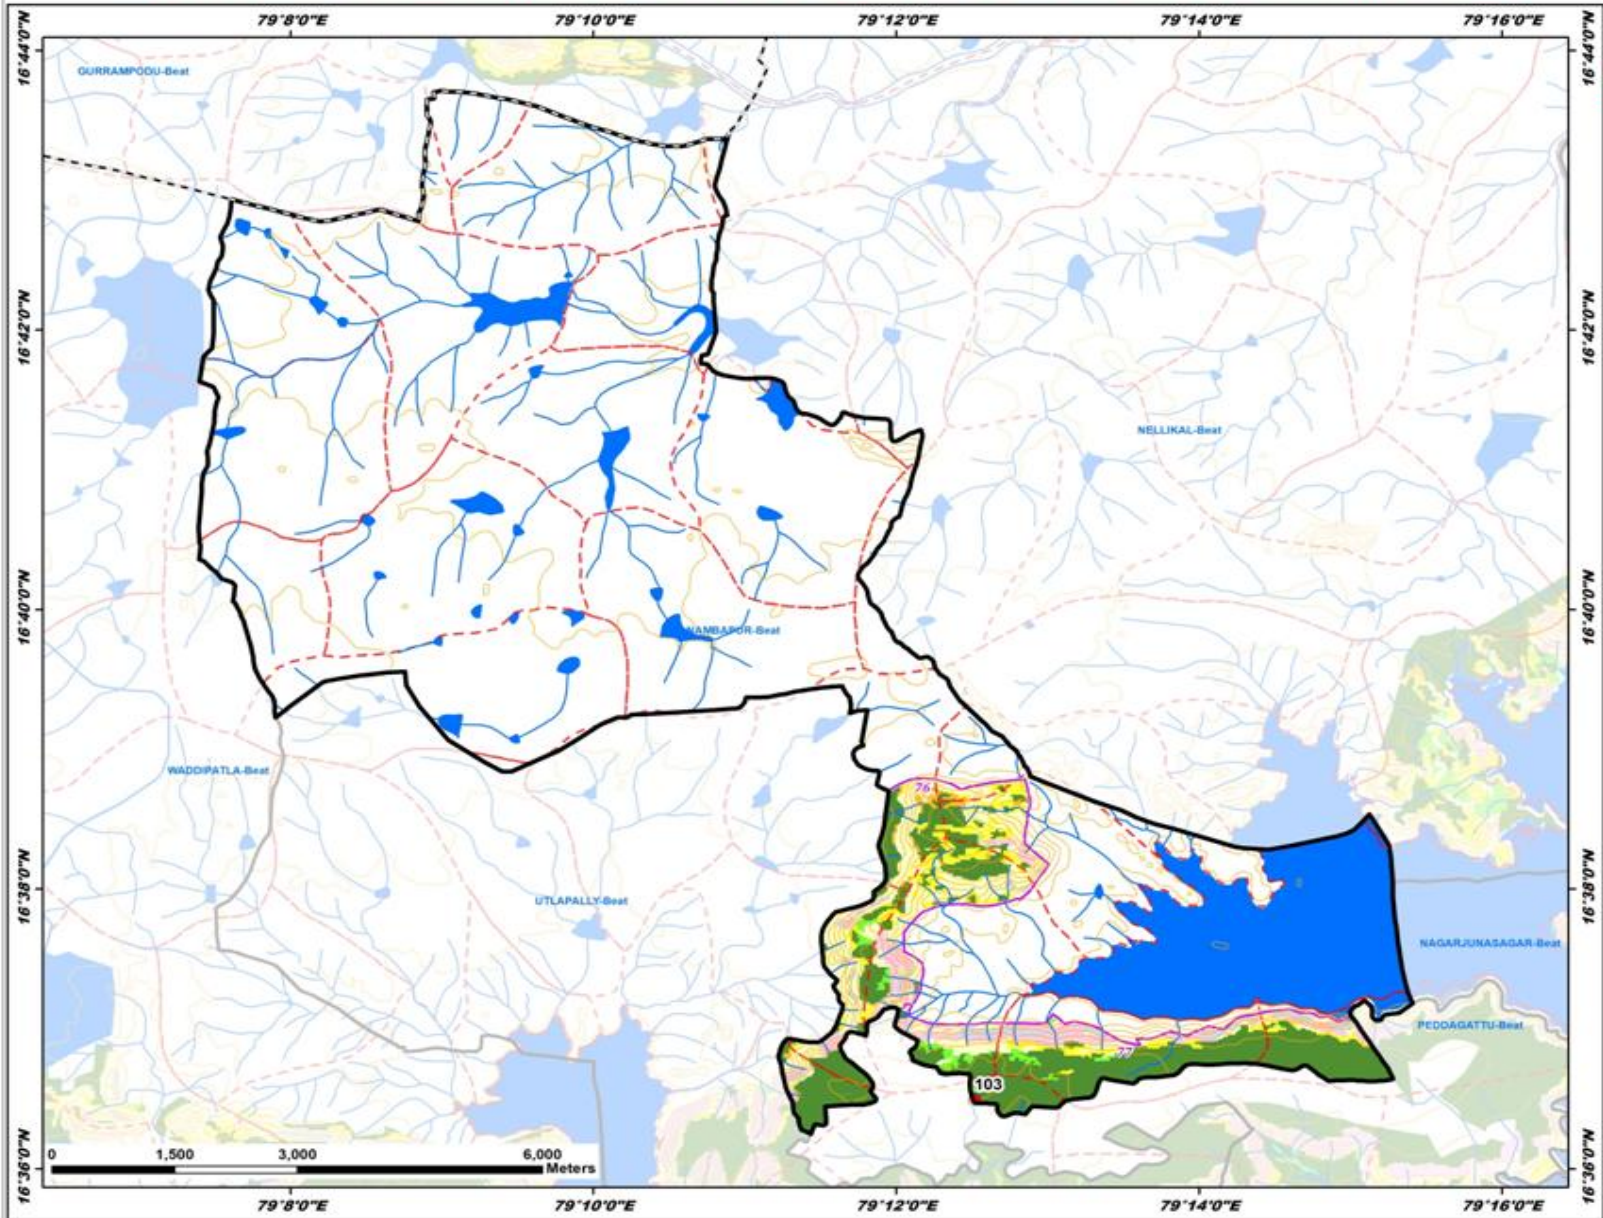 79°8'0"E 79°10'0"E 79°12'0"E 79°14'0"E 79°16'0"E
16°44'0"N
16°44'0"N
GURRAMPODU-Beat
16°42'0"N
16°42'0"N
NELLIKAL-Beat
16°40'0"N
16°40'0"N
NAMBAPUR-Beat
WADDIPATLA-Beat
76
16°38'0"N
16°38'0"N
UTLAPALLY-Beat
NAGARJUNASAGAR-Beat
PEDDAGATTU-Beat
77
103
16°36'0"N
16°36'0"N
0 1,500 3,000 6,000
Meters
79°8'0"E 79°10'0"E 79°12'0"E 79°14'0"E 79°16'0"E